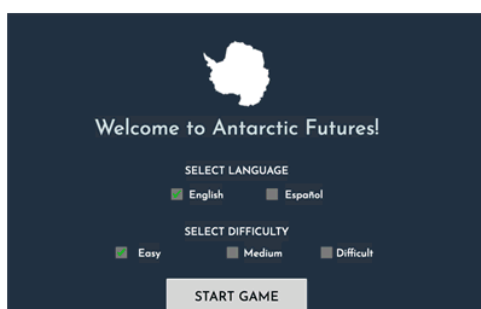 Welcome to Antarctic Futures!
SELECT LANGUAGE
English Español
SELECT DIFFICULTY
Easy Medium Difficult
START GAME